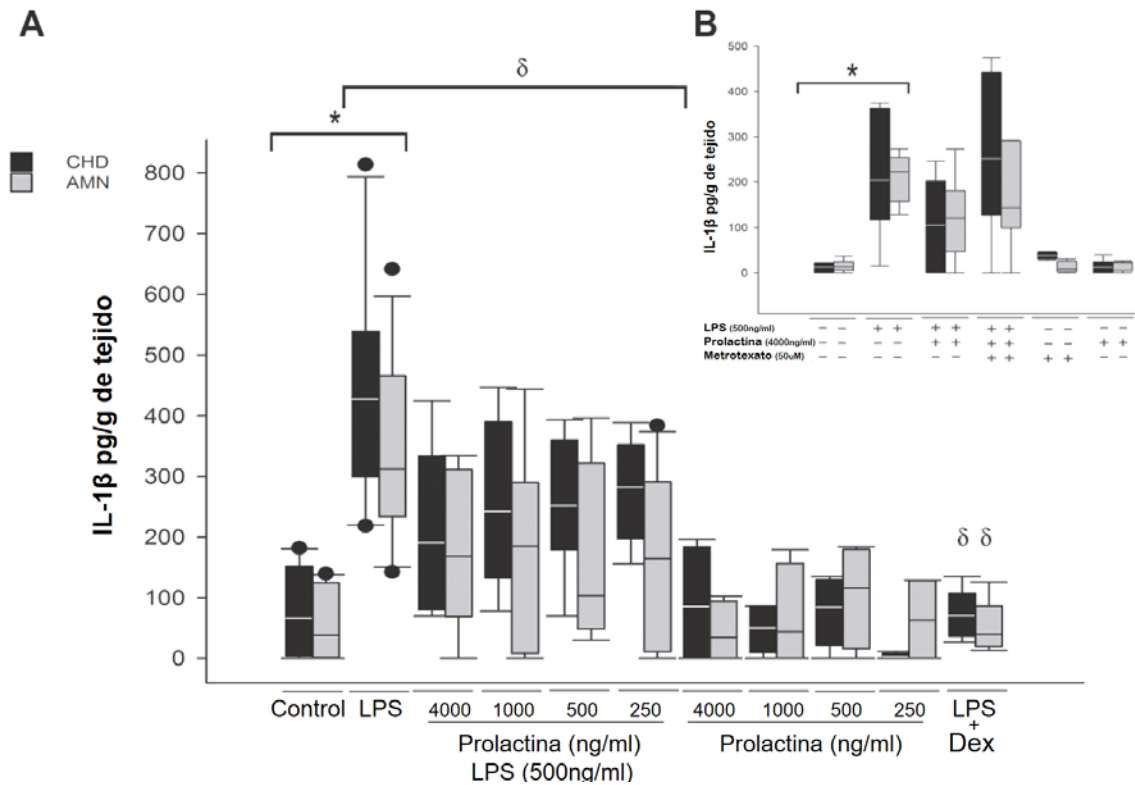 A
δ
*
CHD
AMN
800
700
600
500
400
300
200
100
0
IL-1β pg/g de tejido
δ δ
Control LPS 4000 1000 500 250 4000 1000 500 250 LPS
+
Dex
Prolactina (ng/ml) Prolactina (ng/ml)
LPS (500ng/ml)
B
500
400
300
200
100
0
IL-1β pg/g de tejido
*
LPS (500ng/ml) − − + + + + + + − − − −
Prolactina (4000ng/ml) − − − − + + + + − − + +
Metrotexato (50uM) − − − − − − + + + + − −